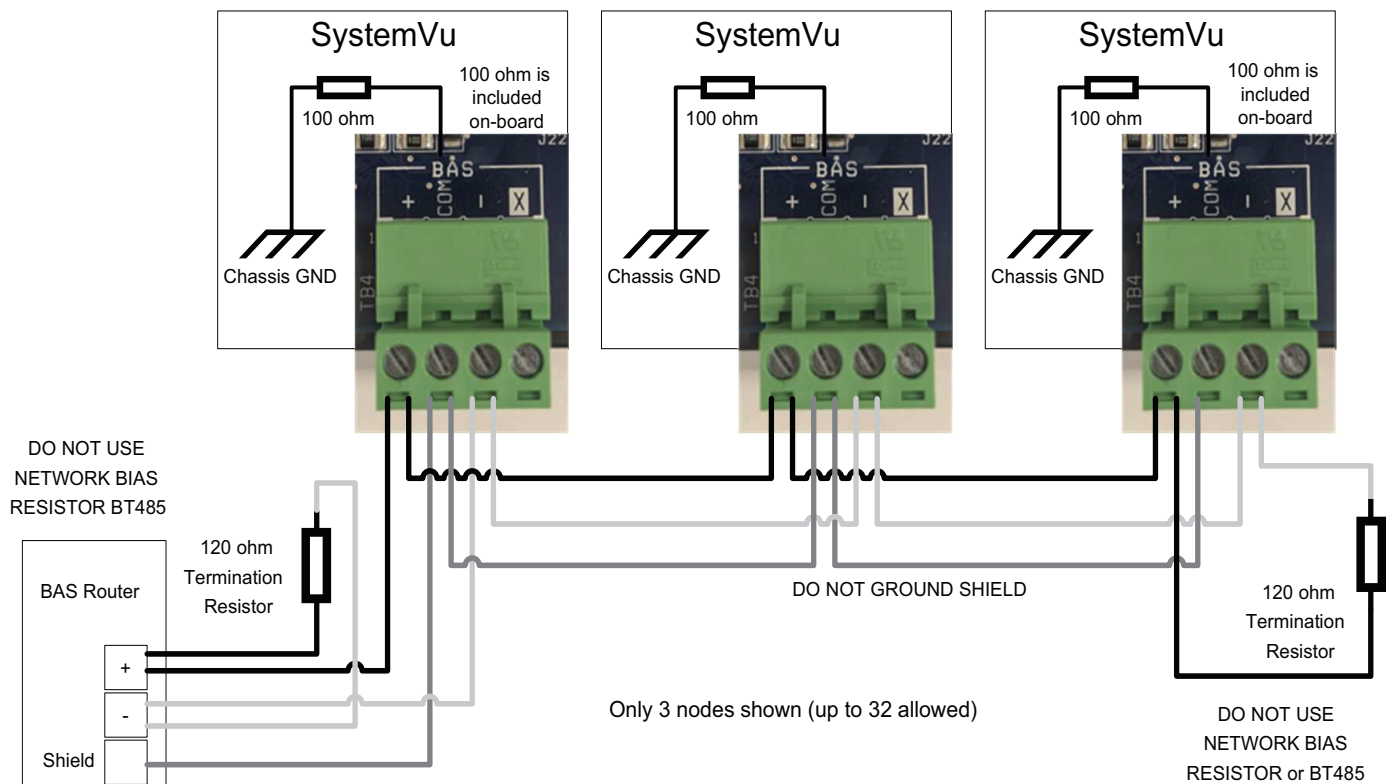 SystemVu
100 ohm is
included
on-board
100 ohm
Chassis GND
J22
BAS
+ COM - X
1
TB4
SystemVu
100 ohm
Chassis GND
J22
BAS
+ COM - X
1
TB4
SystemVu
100 ohm is
included
on-board
100 ohm
Chassis GND
J22
BAS
+ COM - X
1
TB4
DO NOT USE
NETWORK BIAS
RESISTOR BT485
BAS Router
+
-
Shield
120 ohm
Termination
Resistor
DO NOT GROUND SHIELD
Only 3 nodes shown (up to 32 allowed)
120 ohm
Termination
Resistor
DO NOT USE
NETWORK BIAS
RESISTOR or BT485